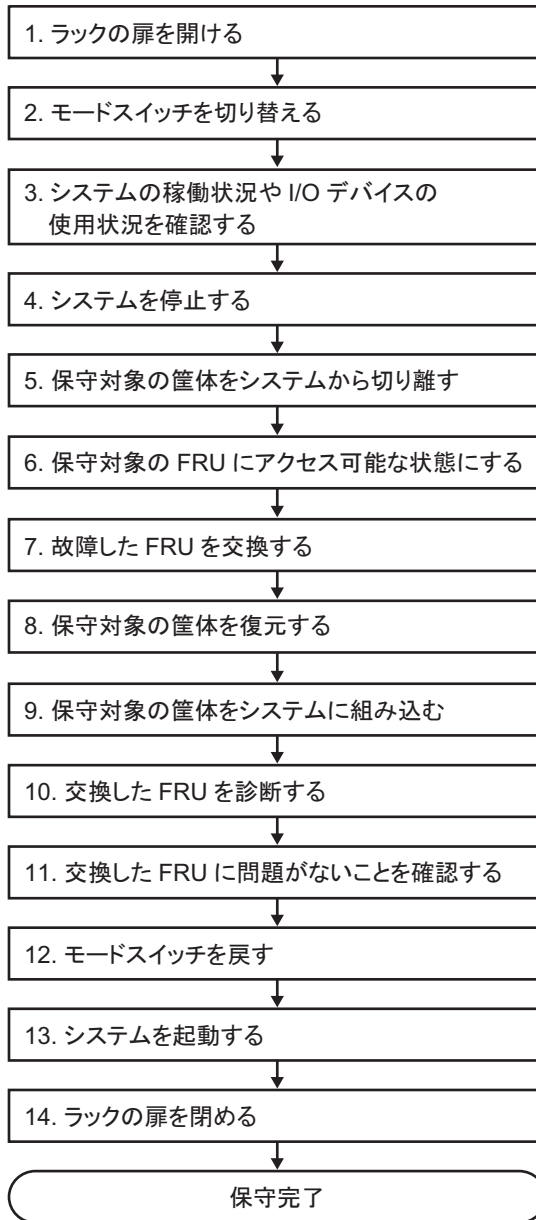 1. ラックの扉を開ける
2. モードスイッチを切り替える
3. システムの稼働状況や I/O デバイスの
使用状況を確認する
4. システムを停止する
5. 保守対象の筐体をシステムから切り離す
6. 保守対象の FRU にアクセス可能な状態にする
7. 故障した FRU を交換する
8. 保守対象の筐体を復元する
9. 保守対象の筐体をシステムに組み込む
10. 交換した FRU を診断する
11. 交換した FRU に問題がないことを確認する
12. モードスイッチを戻す
13. システムを起動する
14. ラックの扉を閉める
保守完了